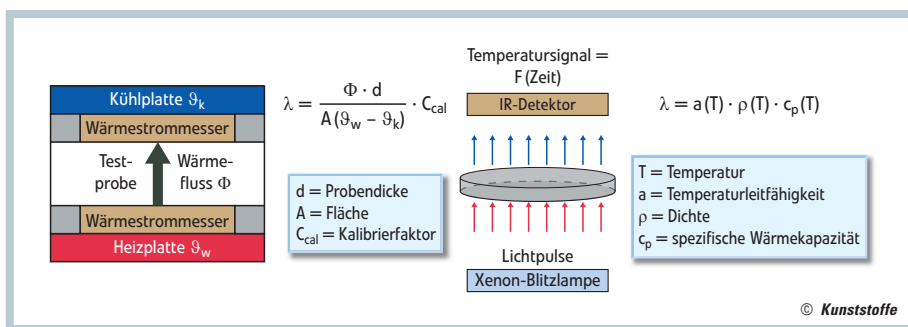 Kühlplatte ϑk
Wärmestrommesser
Test-
probe
Wärme-
fluss Φ
Wärmestrommesser
Heizplatte ϑw
λ = Φ · d / A (ϑw – ϑk) · Ccal
d = Probendicke
A = Fläche
Ccal = Kalibrierfaktor
Temperatursignal =
F (Zeit)
IR-Detektor
Lichtpulse
Xenon-Blitzlampe
λ = a (T) · ρ (T) · cp (T)
T = Temperatur
a = Temperaturleitfähigkeit
ρ = Dichte
cp = spezifische Wärmekapazität
© Kunststoffe